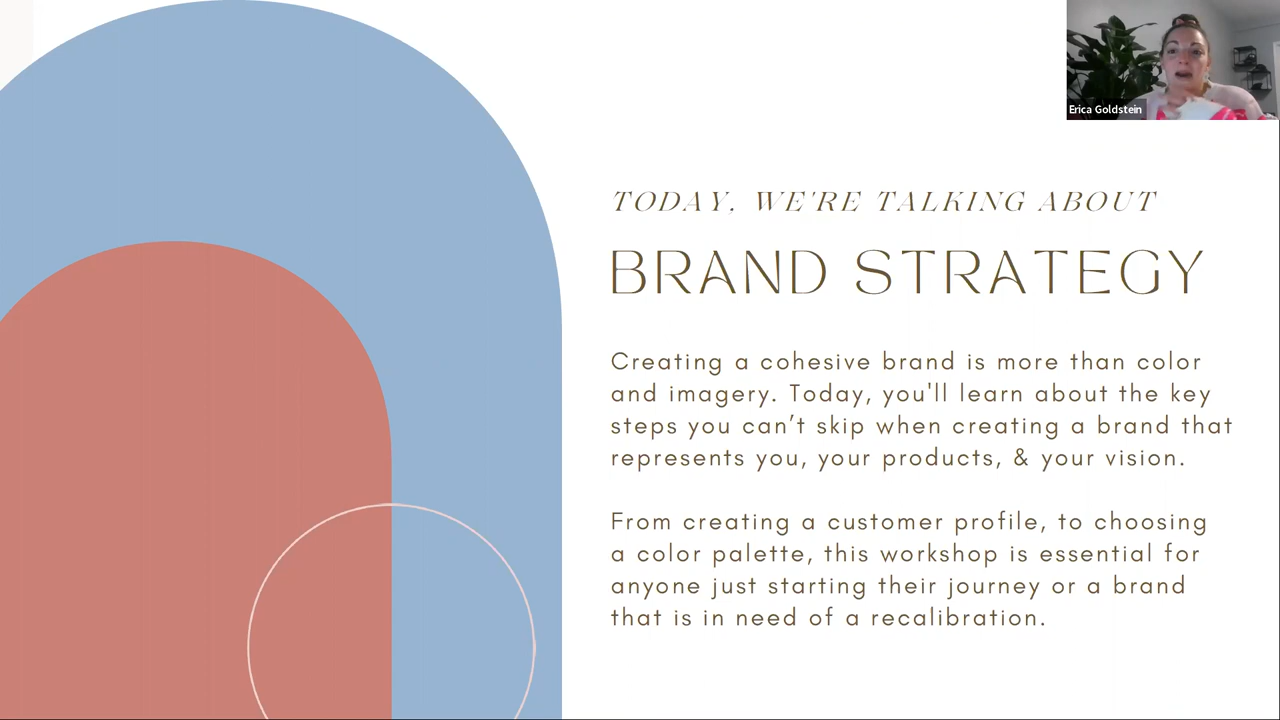 Erica Goldstein
TODAY, WE'RE TALKING ABOUT
BRAND STRATEGY
Creating a cohesive brand is more than color
and imagery. Today, you'll learn about the key
steps you can’t skip when creating a brand that
represents you, your products, & your vision.
From creating a customer profile, to choosing
a color palette, this workshop is essential for
anyone just starting their journey or a brand
that is in need of a recalibration.